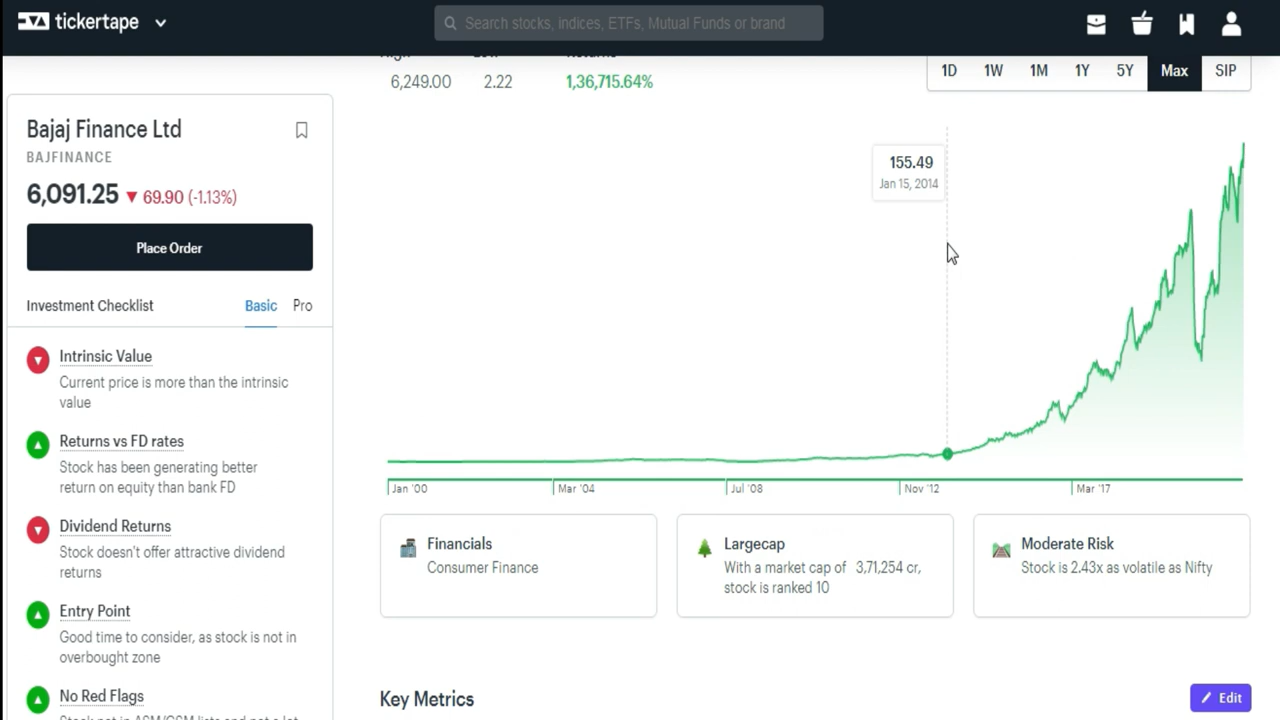 tickertape
Search stocks, indices, ETFs, Mutual Funds or brand
6,249.00 2.22 1,36,715.64%
1D 1W 1M 1Y 5Y Max SIP
Bajaj Finance Ltd
BAJFINANCE
6,091.25 ▼ 69.90 (-1.13%)
Place Order
Investment Checklist Basic Pro
Intrinsic Value
Current price is more than the intrinsic
value
Returns vs FD rates
Stock has been generating better
return on equity than bank FD
Dividend Returns
Stock doesn't offer attractive dividend
returns
Entry Point
Good time to consider, as stock is not in
overbought zone
No Red Flags
155.49
Jan 15, 2014
Jan '00 Mar '04 Jul '08 Nov '12 Mar '17
Financials
Consumer Finance
Largecap
With a market cap of 3,71,254 cr,
stock is ranked 10
Moderate Risk
Stock is 2.43x as volatile as Nifty
Key Metrics
Edit